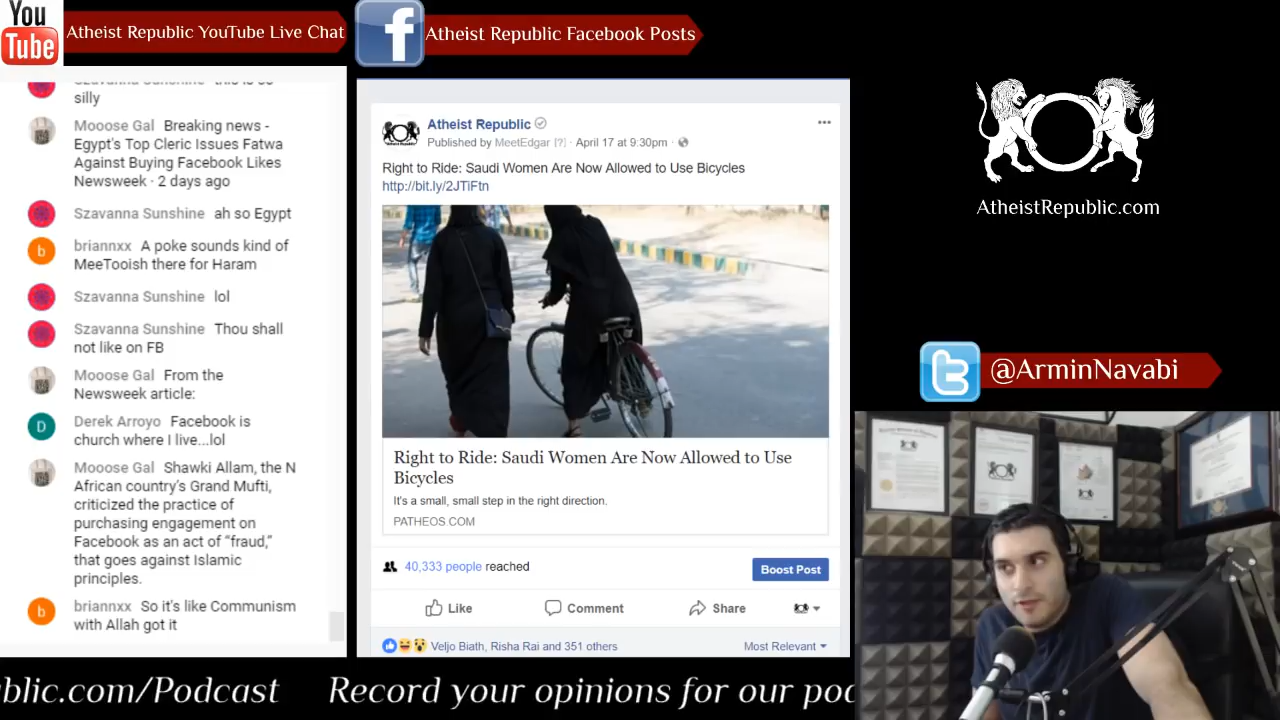 You
Tube
Atheist Republic YouTube Live Chat
Atheist Republic Facebook Posts
Szavanna Sunshine this is so
silly
Mooose Gal Breaking news -
Egypt's Top Cleric Issues Fatwa
Against Buying Facebook Likes
Newsweek · 2 days ago
Szavanna Sunshine ah so Egypt
briannxx A poke sounds kind of
MeeTooish there for Haram
Szavanna Sunshine lol
Szavanna Sunshine Thou shall
not like on FB
Mooose Gal From the
Newsweek article:
Derek Arroyo Facebook is
church where I live...lol
Mooose Gal Shawki Allam, the N
African country's Grand Mufti,
criticized the practice of
purchasing engagement on
Facebook as an act of “fraud,”
that goes against Islamic
principles.
briannxx So it's like Communism
with Allah got it
b
D
b
Atheist Republic
Published by MeetEdgar [?] · April 17 at 9:30pm ·
Right to Ride: Saudi Women Are Now Allowed to Use Bicycles
http://bit.ly/2JTiFtn
Right to Ride: Saudi Women Are Now Allowed to Use
Bicycles
It's a small, small step in the right direction.
PATHEOS.COM
40,333 people reached
Boost Post
Like
Comment
Share
Veljo Biath, Risha Rai and 351 others
Most Relevant
AtheistRepublic.com
@ArminNavabi
blic.com/Podcast Record your opinions for our pod